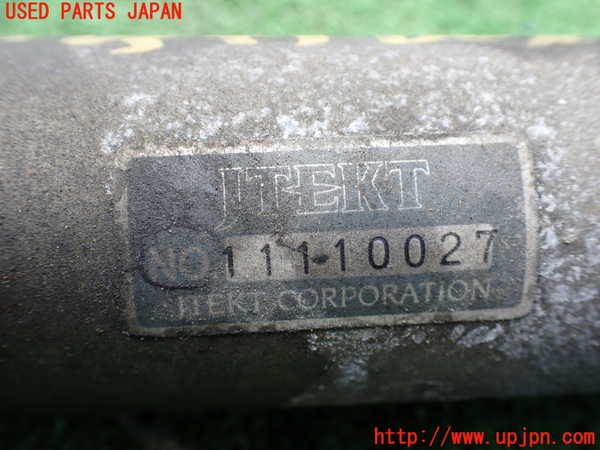 USED PARTS JAPAN
JTEKT
NO 111-10027
JTEKT CORPORATION
http://www.upjpn.com